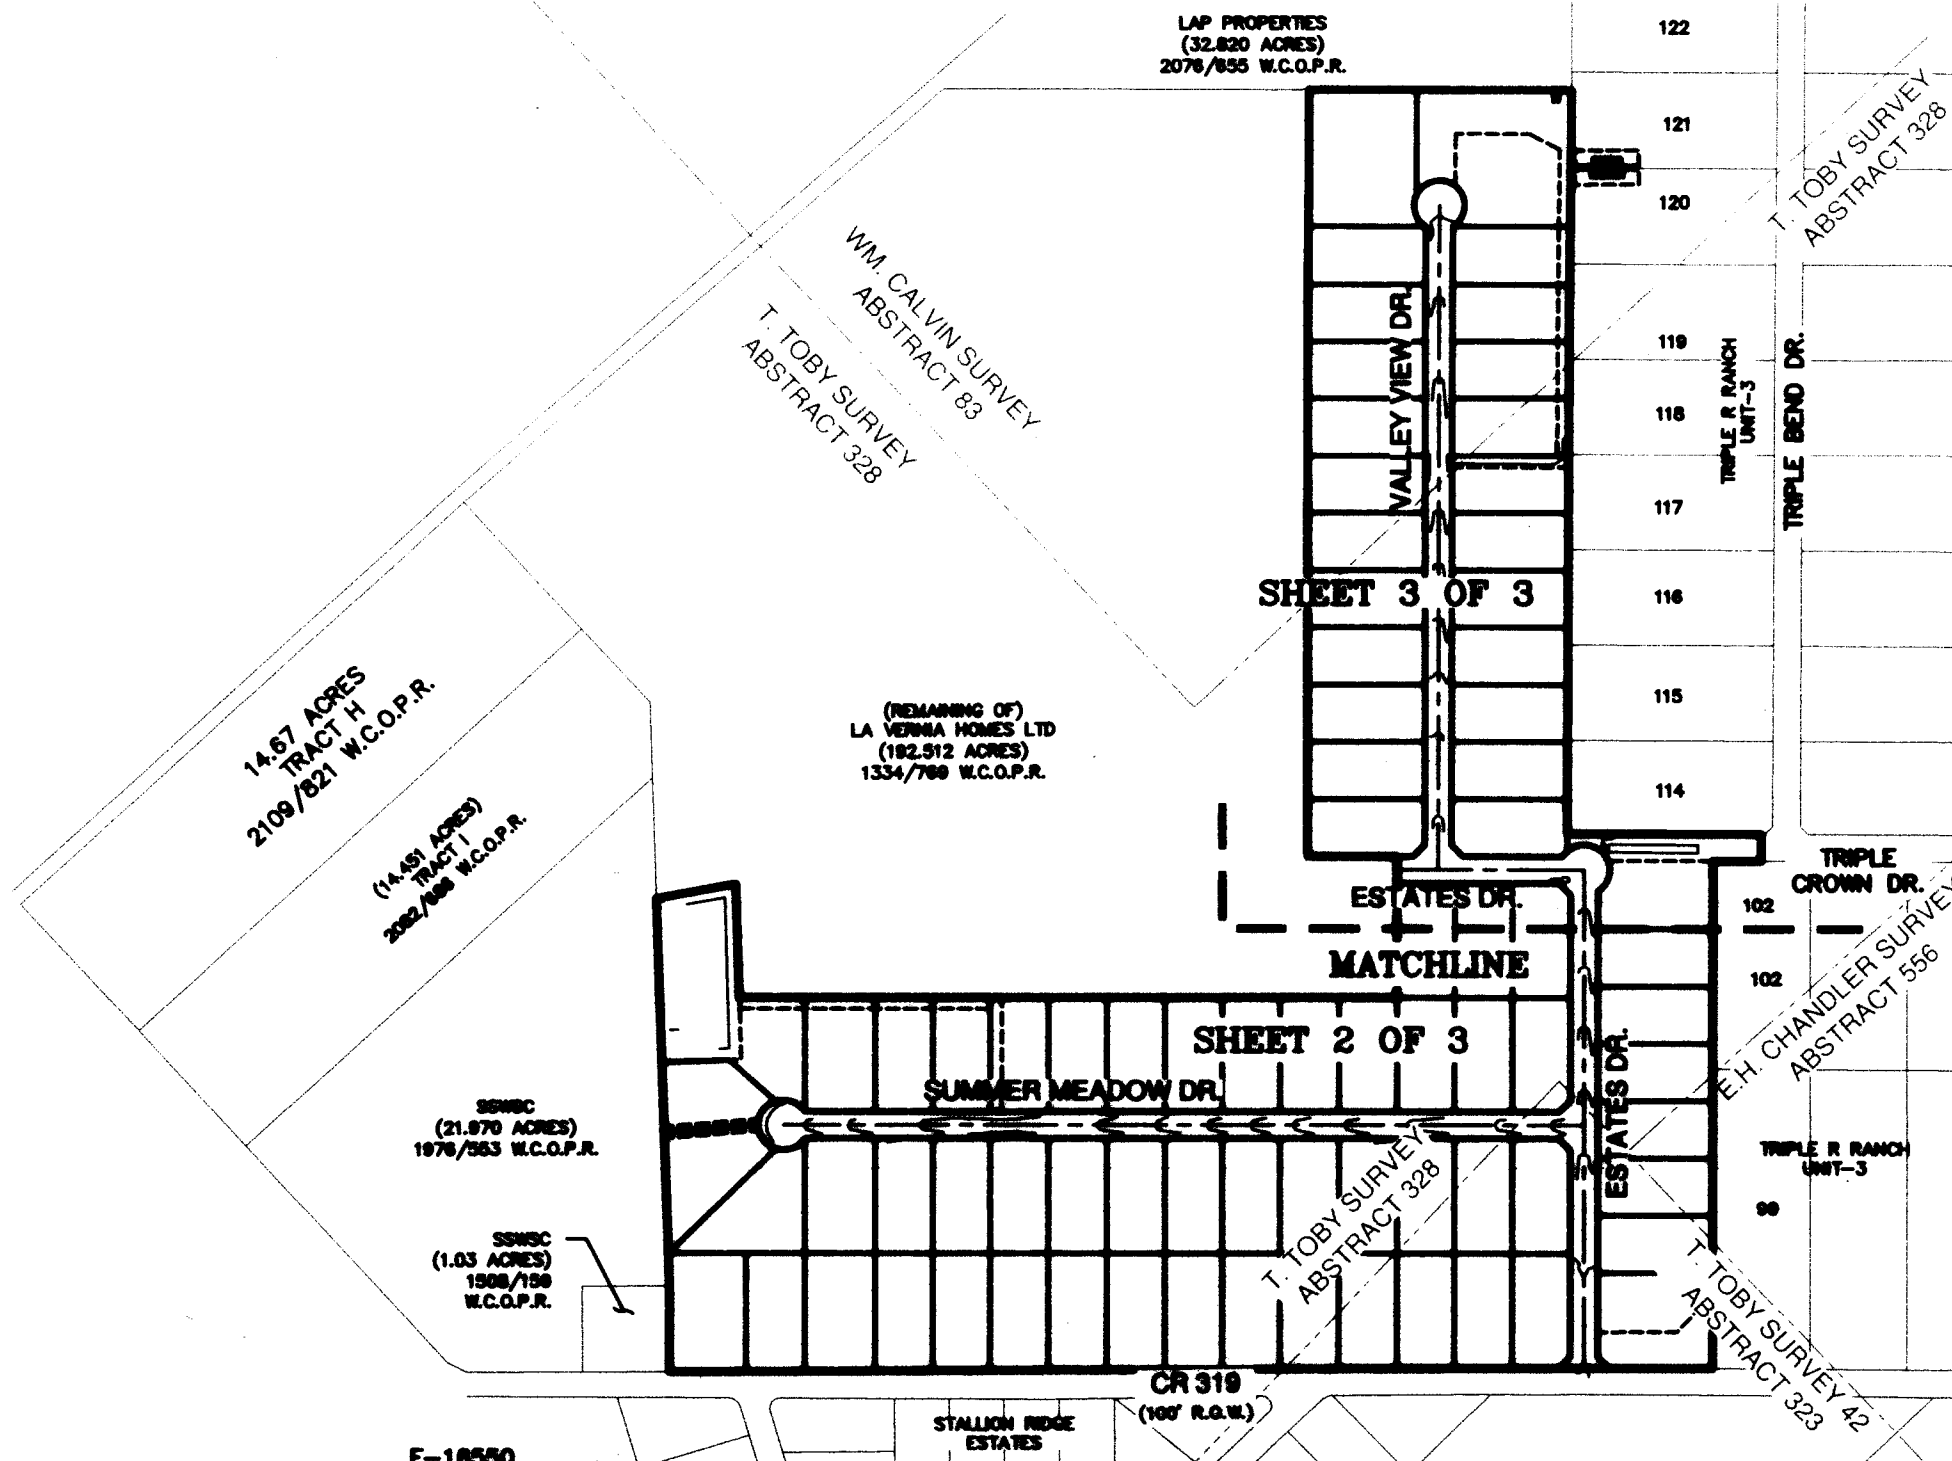 LAP PROPERTIES
(32.820 ACRES)
2076/655 W.C.O.P.R.
122
121
120
119
118
117
116
115
114
TRIPLE R RANCH
UNIT-3
TRIPLE BEND DR.
T. TOBY SURVEY
ABSTRACT 328
WM. CALVIN SURVEY
ABSTRACT 83
T. TOBY SURVEY
ABSTRACT 328
VALLEY VIEW DR.
SHEET 3 OF 3
14.67 ACRES
TRACT H
2109/821 W.C.O.P.R.
(14.451 ACRES)
TRACT I
W.C.O.P.R.
(REMAINING OF)
LA VERNIA HOMES LTD
(192.512 ACRES)
1334/769 W.C.O.P.R.
TRIPLE
CROWN DR.
102
ESTATES DR.
MATCHLINE
102
E.H. CHANDLER SURVEY
ABSTRACT 556
SHEET 2 OF 3
SUMMER MEADOW DR.
ESTATES DR.
SSWSC
(21.970 ACRES)
1976/553 W.C.O.P.R.
TRIPLE R RANCH
UNIT-3
99
T. TOBY SURVEY
ABSTRACT 328
SSWSC
(1.03 ACRES)
1508/159
W.C.O.P.R.
T. TOBY SURVEY 42
ABSTRACT 323
CR 319
(100' R.O.W.)
STALLION RIDGE
ESTATES
F-18550